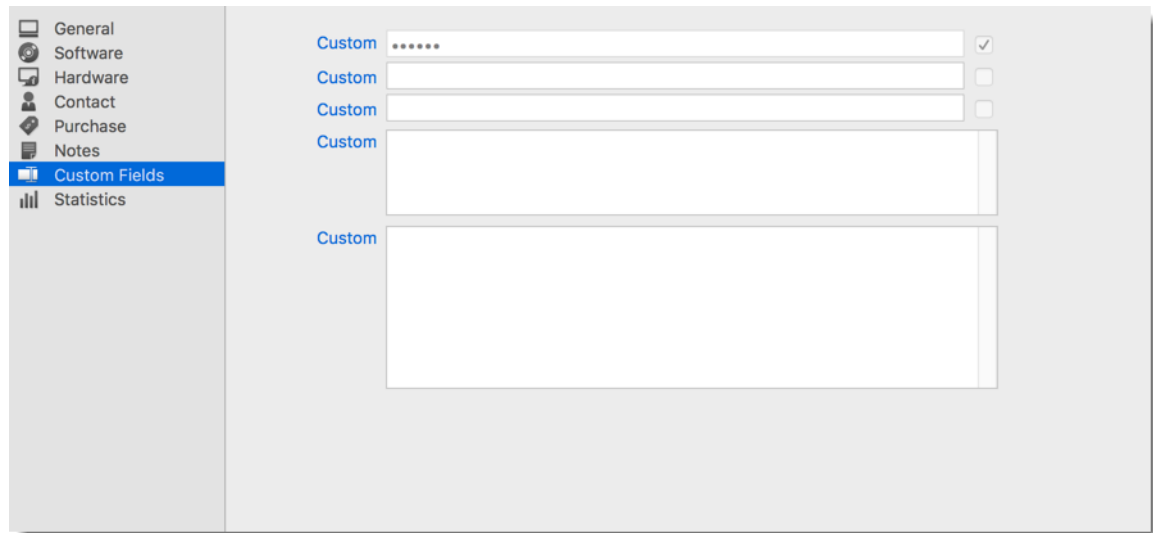 General
Software
Hardware
Contact
Purchase
Notes
Custom Fields
Statistics
Custom ••••••
Custom
Custom
Custom
Custom